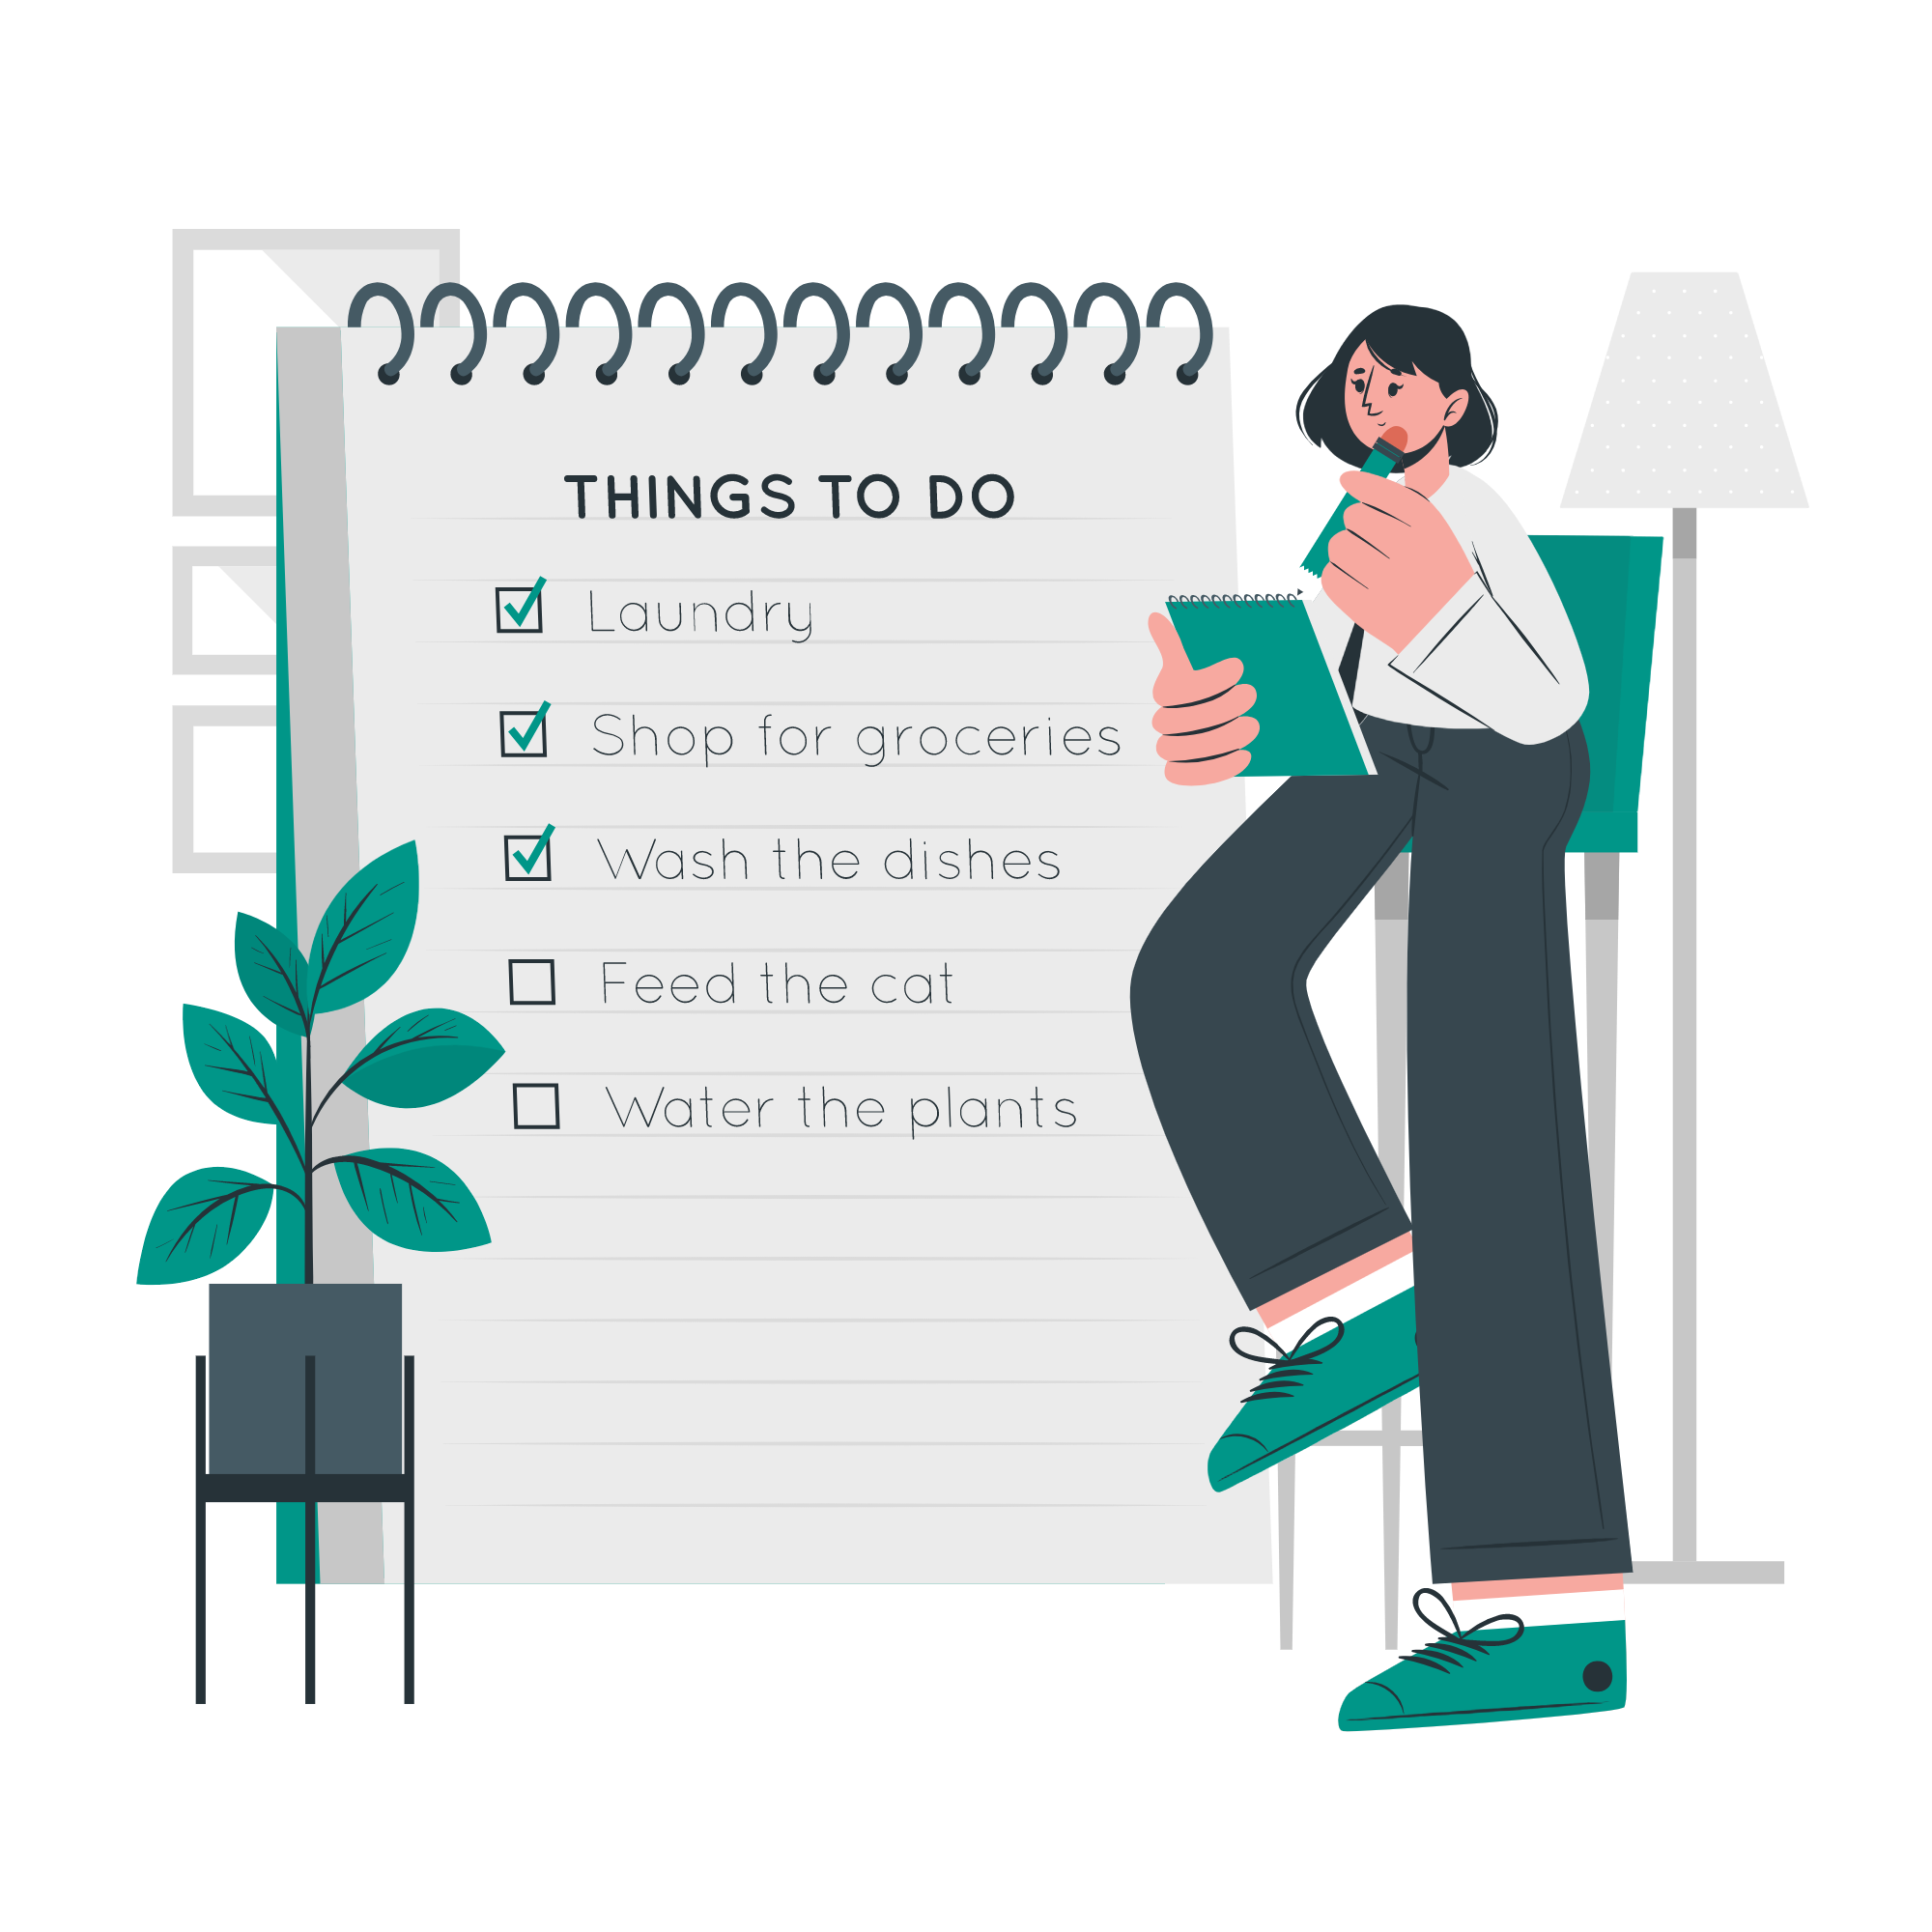 THINGS TO DO
Laundry
Shop for groceries
Wash the dishes
Feed the cat
Water the plants